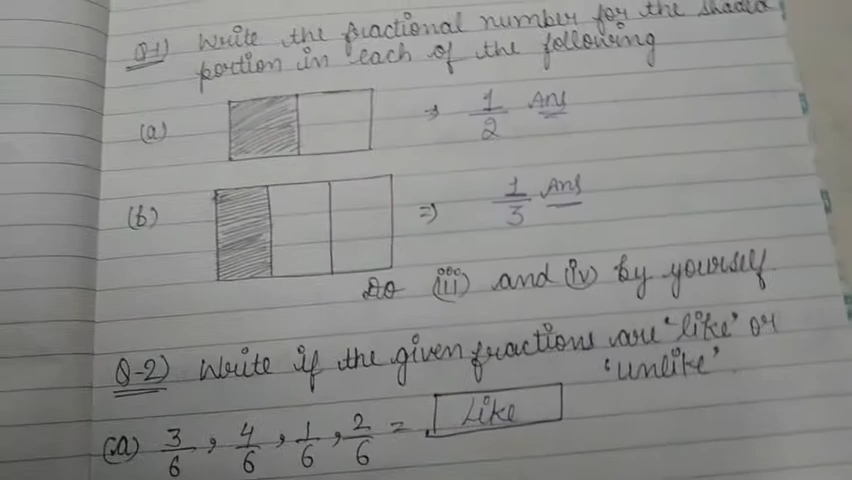 Q-1) Write the fractional number for the shaded
portion in each of the following
(a) → 1/2 Ans
(b) ⇒ 1/3 Ans
Do (iii) and (iv) by yourself
Q-2) Write if the given fractions are 'like' or
'unlike'.
(a) 3/6, 4/6, 1/6, 2/6 = Like